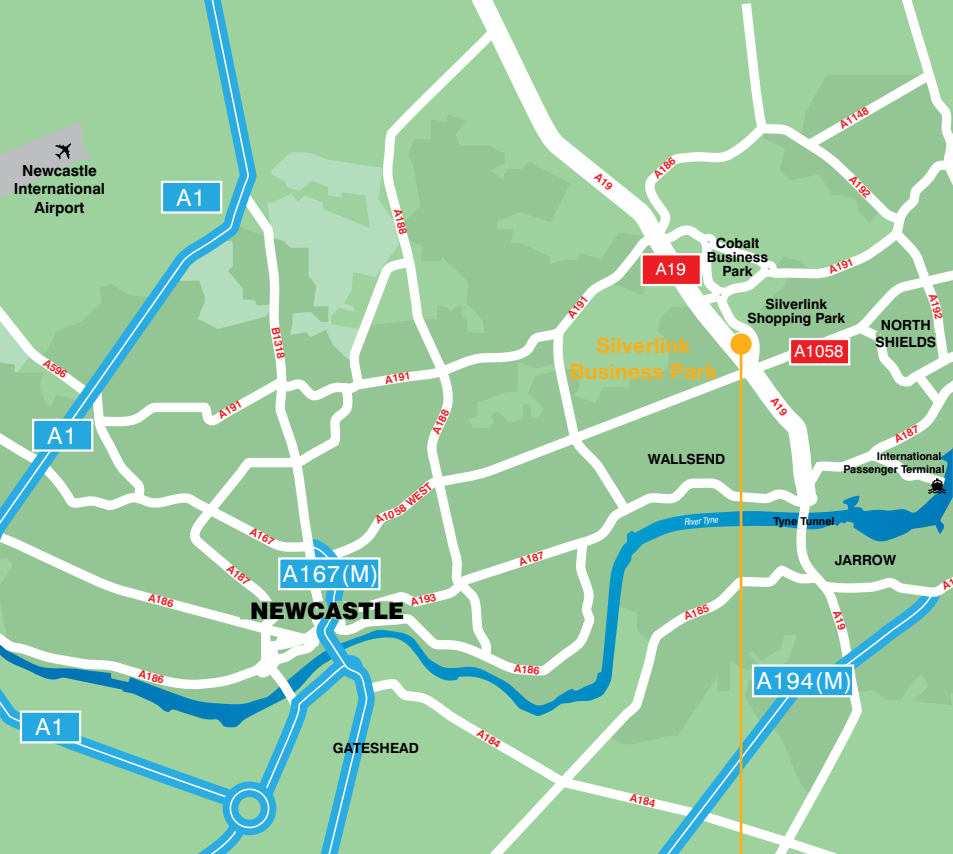 A1148
Newcastle
International
Airport
A1
A19
A186
A192
A188
Cobalt
Business
Park
A19
A191
A191
Silverlink
Shopping Park
A192
NORTH
SHIELDS
B1318
Silverlink
Business Park
A1058
A596
A191
A191
A188
A19
A1
A187
WALLSEND
International
Passenger Terminal
A1058 WEST
River Tyne
Tyne Tunnel
A167
A187
JARROW
A187
A167(M)
A186
NEWCASTLE
A193
A185
A19
A1
A186
A186
A194(M)
A1
GATESHEAD
A184
A184